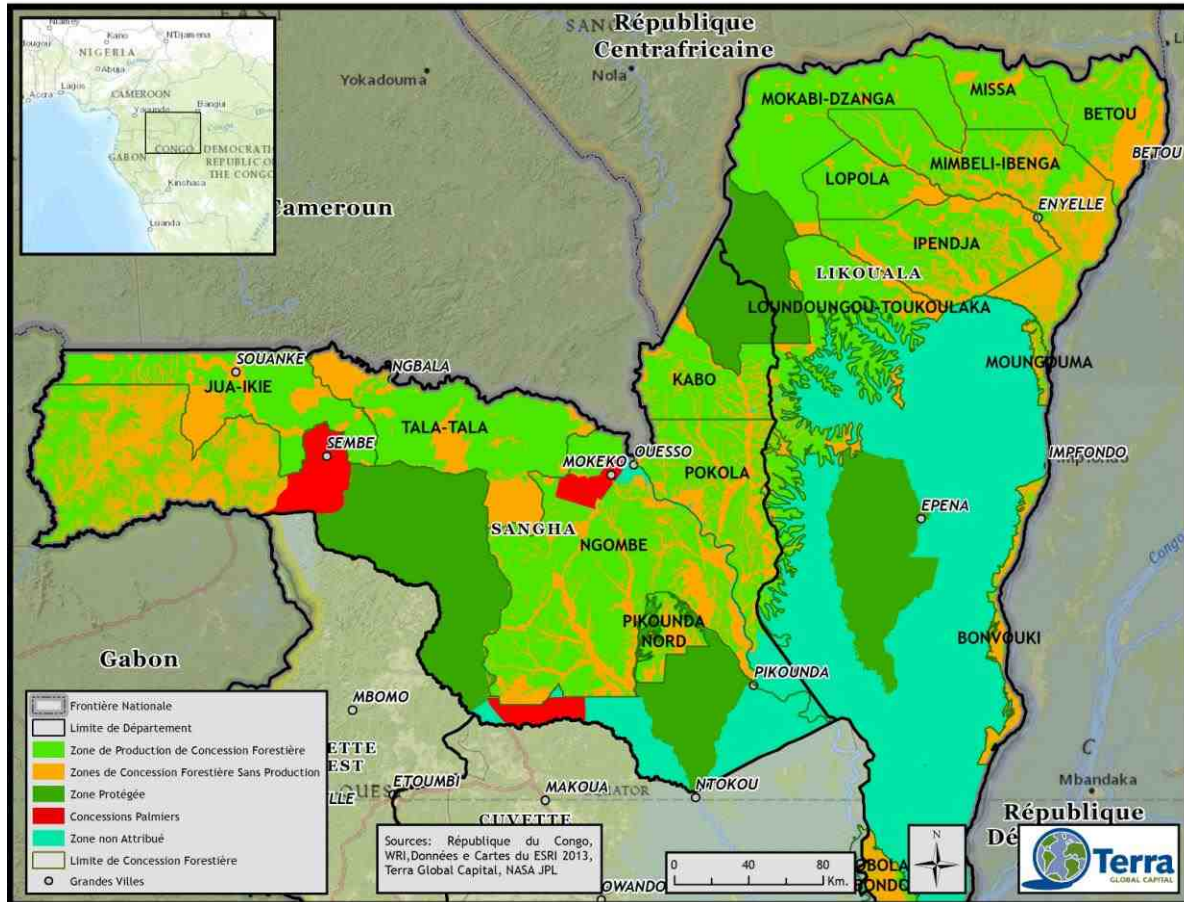 Niamey
Kano
N'Djamena
Bougou
NIGERIA
Abuja
Accra
Lagos
CAMEROON
Bangui
Yaounde
Congo
GABON
CONGO
DEMOCRATIC
REPUBLIC OF
THE CONGO
Kinshasa
Luanda
République
Centrafricaine
Yokadouma
Nola
Cameroun
MOKABI-DZANGA
MISSA
BETOU
BETOU
MIMBELI-IBENGA
LOPOLA
ENYELLE
IPENDJA
LIKOUALA
LOUNDOUNGOU-TOUKOULAKA
MOUNGOUMA
SOUANKE
NGBALA
JUA-IKIE
KABO
TALA-TALA
SEMBE
OUESSO
MOKEKO
POKOLA
IMPFONDO
Impfondo
EPENA
SANGHA
NGOMBE
PIKOUNDA
NORD
BONVOUKI
PIKOUNDA
Congo
Gabon
MBOMO
ETOUMBI
MAKOUA
NTOKOU
CUVETTE
OWANDO
C
Mbandaka
République
Frontière Nationale
Limite de Département
Zone de Production de Concession Forestière
Zones de Concession Forestière Sans Production
Zone Protégée
Concessions Palmiers
Zone non Attribué
Limite de Concession Forestière
Grandes Villes
Sources: République du Congo,
WRI,Données e Cartes du ESRI 2013,
Terra Global Capital, NASA JPL
0 40 80
Km.
N
Terra
GLOBAL CAPITAL